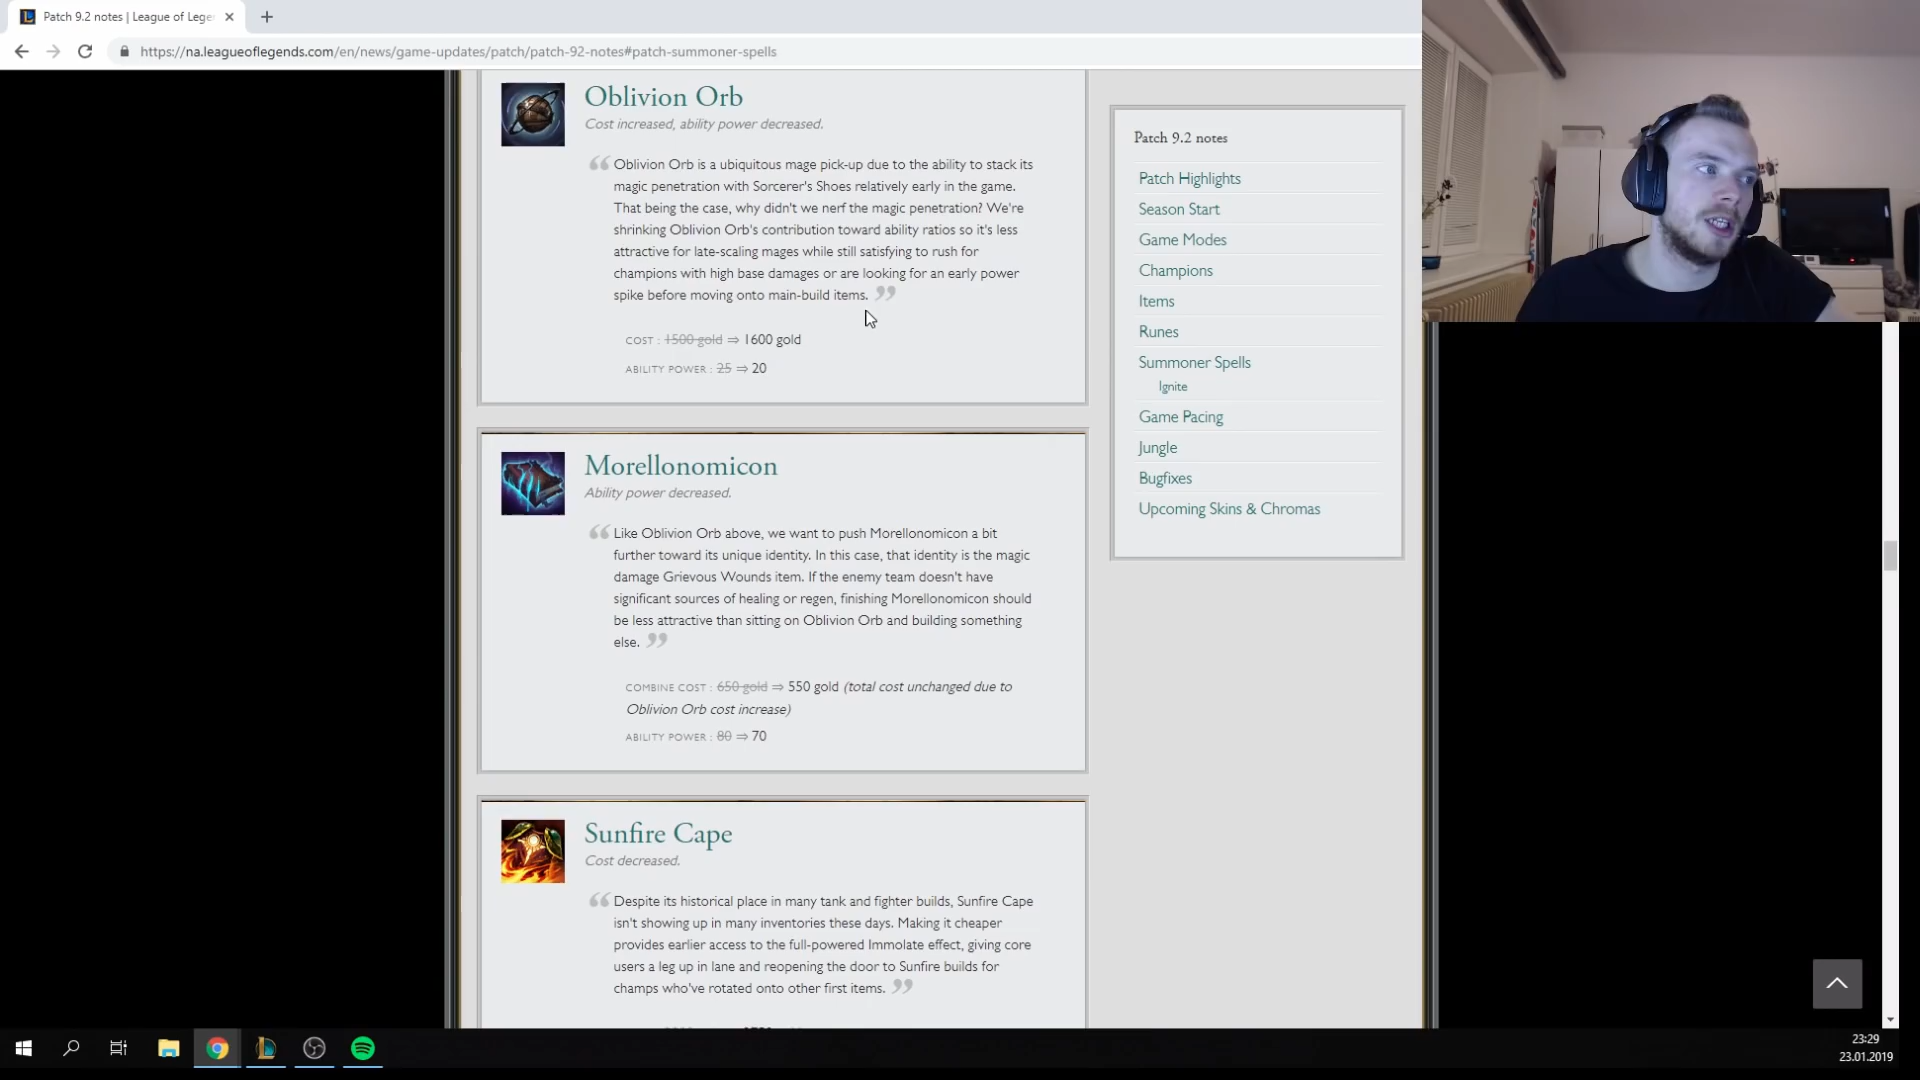 Patch 9.2 notes | League of Lege
https://na.leagueoflegends.com/en/news/game-updates/patch/patch-92-notes#patch-summoner-spells
Oblivion Orb
Cost increased, ability power decreased.
“ Oblivion Orb is a ubiquitous mage pick-up due to the ability to stack its
magic penetration with Sorcerer's Shoes relatively early in the game.
That being the case, why didn't we nerf the magic penetration? We're
shrinking Oblivion Orb's contribution toward ability ratios so it's less
attractive for late-scaling mages while still satisfying to rush for
champions with high base damages or are looking for an early power
spike before moving onto main-build items. ”
COST : 1500 gold ⇒ 1600 gold
ABILITY POWER : 25 ⇒ 20
Morellonomicon
Ability power decreased.
“ Like Oblivion Orb above, we want to push Morellonomicon a bit
further toward its unique identity. In this case, that identity is the magic
damage Grievous Wounds item. If the enemy team doesn't have
significant sources of healing or regen, finishing Morellonomicon should
be less attractive than sitting on Oblivion Orb and building something
else. ”
COMBINE COST : 650 gold ⇒ 550 gold (total cost unchanged due to
Oblivion Orb cost increase)
ABILITY POWER : 80 ⇒ 70
Sunfire Cape
Cost decreased.
“ Despite its historical place in many tank and fighter builds, Sunfire Cape
isn't showing up in many inventories these days. Making it cheaper
provides earlier access to the full-powered Immolate effect, giving core
users a leg up in lane and reopening the door to Sunfire builds for
champs who've rotated onto other first items. ”
Patch 9.2 notes
Patch Highlights
Season Start
Game Modes
Champions
Items
Runes
Summoner Spells
Ignite
Game Pacing
Jungle
Bugfixes
Upcoming Skins & Chromas
23:29
23.01.2019